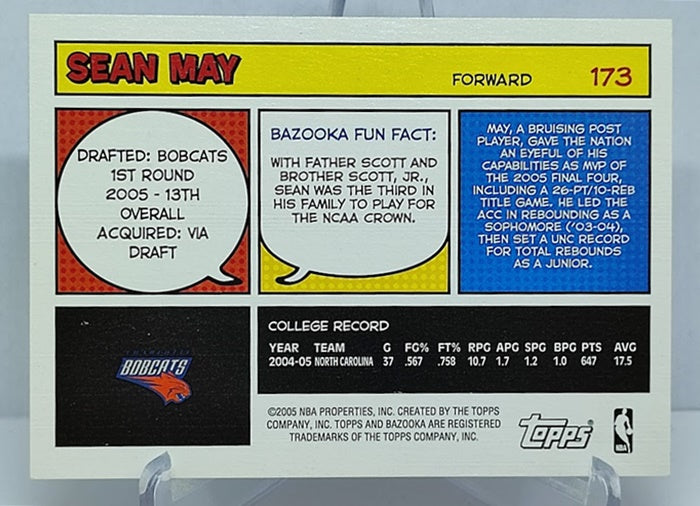 SEAN MAY
FORWARD
173
DRAFTED: BOBCATS
1ST ROUND
2005 - 13TH
OVERALL
ACQUIRED: VIA
DRAFT
BAZOOKA FUN FACT:
WITH FATHER SCOTT AND
BROTHER SCOTT, JR.,
SEAN WAS THE THIRD IN
HIS FAMILY TO PLAY FOR
THE NCAA CROWN.
MAY, A BRUISING POST
PLAYER, GAVE THE NATION
AN EYEFUL OF HIS
CAPABILITIES AS MVP OF
THE 2005 FINAL FOUR,
INCLUDING A 26-PT/10-REB
TITLE GAME. HE LED THE
ACC IN REBOUNDING AS A
SOPHOMORE ('03-04),
THEN SET A UNC RECORD
FOR TOTAL REBOUNDS
AS A JUNIOR.
CHARLOTTE
BOBCATS
COLLEGE RECORD
YEAR TEAM G FG% FT% RPG APG SPG BPG PTS AVG
2004-05 NORTH CAROLINA 37 .567 .758 10.7 1.7 1.2 1.0 647 17.5
©2005 NBA PROPERTIES, INC. CREATED BY THE TOPPS
COMPANY, INC. TOPPS AND BAZOOKA ARE REGISTERED
TRADEMARKS OF THE TOPPS COMPANY, INC.
Topps
NBA